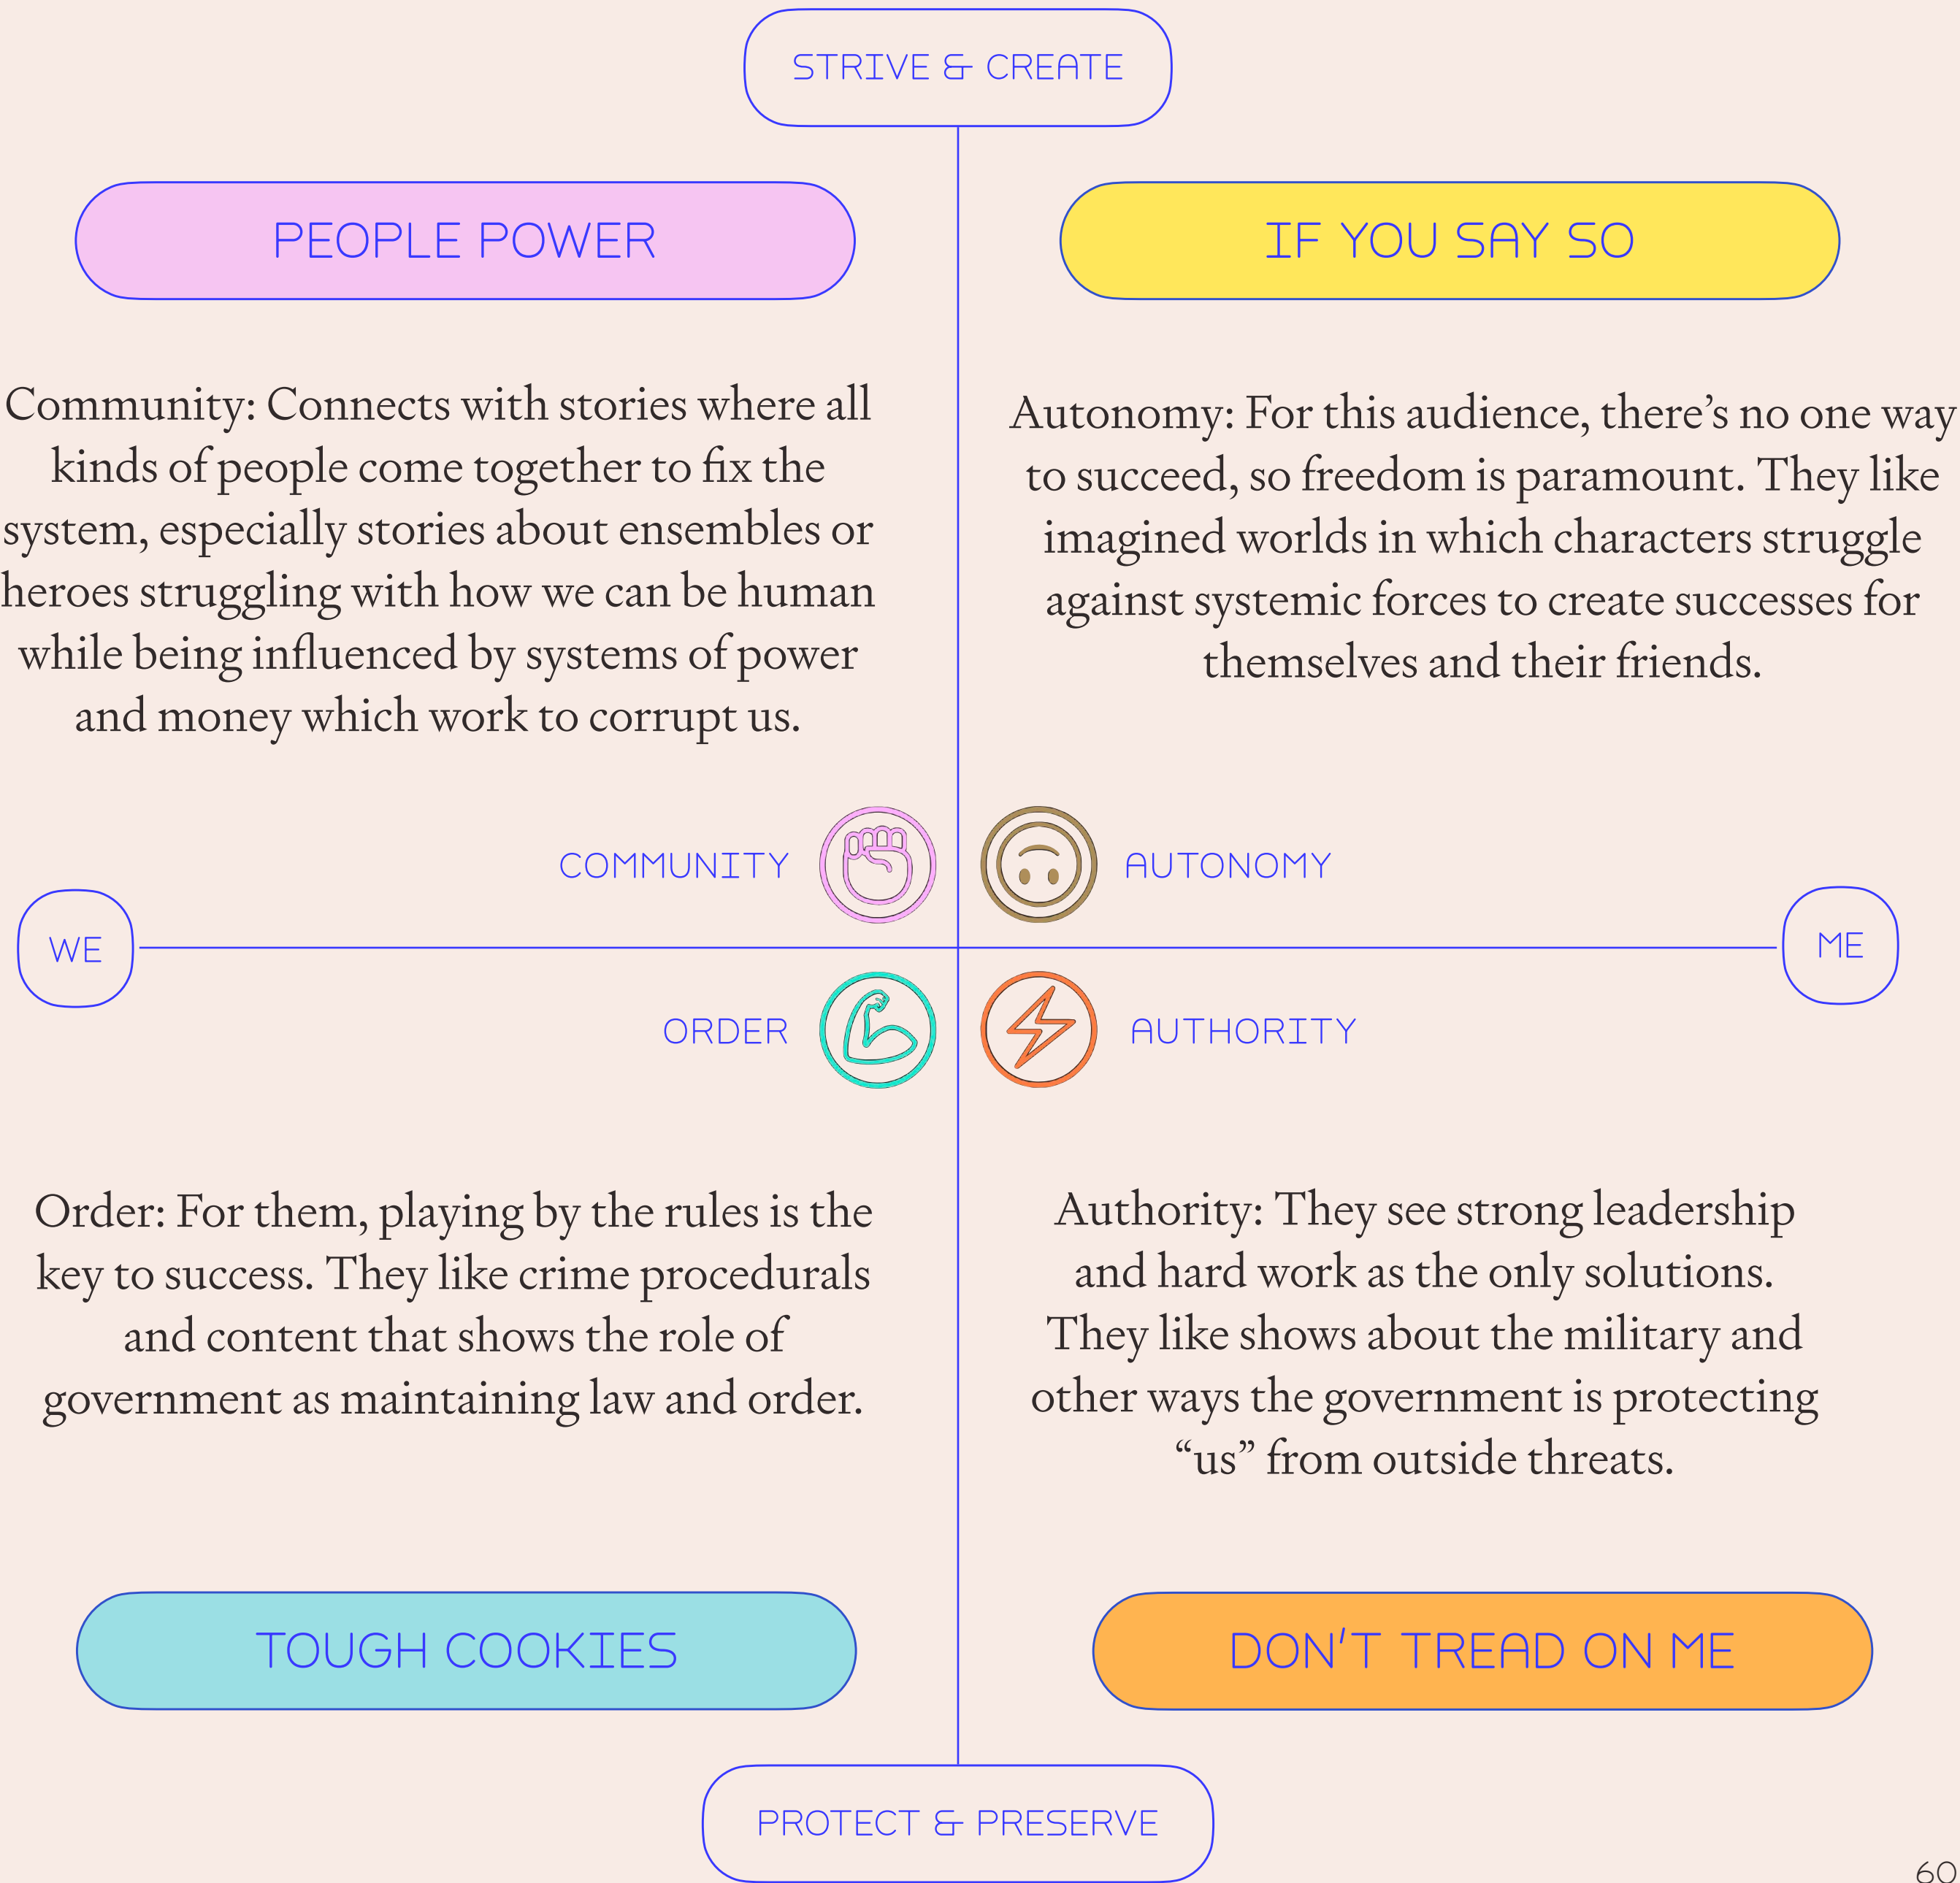 STRIVE & CREATE
PEOPLE POWER
Community: Connects with stories where all
kinds of people come together to fix the
system, especially stories about ensembles or
heroes struggling with how we can be human
while being influenced by systems of power
and money which work to corrupt us.
IF YOU SAY SO
Autonomy: For this audience, there’s no one way
to succeed, so freedom is paramount. They like
imagined worlds in which characters struggle
against systemic forces to create successes for
themselves and their friends.
COMMUNITY
AUTONOMY
WE
ME
ORDER
AUTHORITY
Order: For them, playing by the rules is the
key to success. They like crime procedurals
and content that shows the role of
government as maintaining law and order.
TOUGH COOKIES
Authority: They see strong leadership
and hard work as the only solutions.
They like shows about the military and
other ways the government is protecting
“us” from outside threats.
DON'T TREAD ON ME
PROTECT & PRESERVE
60